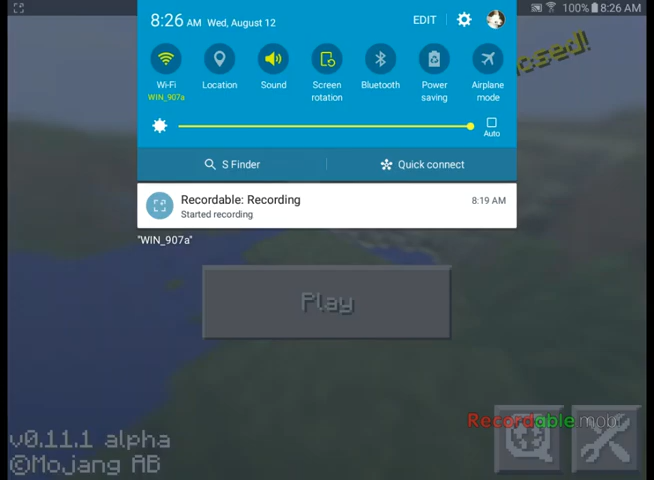 100% 8:26 AM
8:26 AM Wed, August 12 EDIT
Wi-Fi Location Sound Screen rotation Bluetooth Power saving Airplane mode
WIN_907a
Auto
S Finder Quick connect
Recordable: Recording 8:19 AM
Started recording
"WIN_907a"
Play
Recordable.mobi
v0.11.1 alpha
©Mojang AB